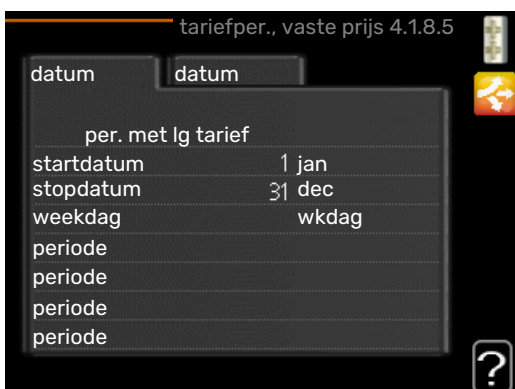 tariefper., vaste prijs 4.1.8.5
datum datum
per. met lg tarief
startdatum 1 jan
stopdatum 31 dec
weekdag wkdag
periode
periode
periode
periode
?